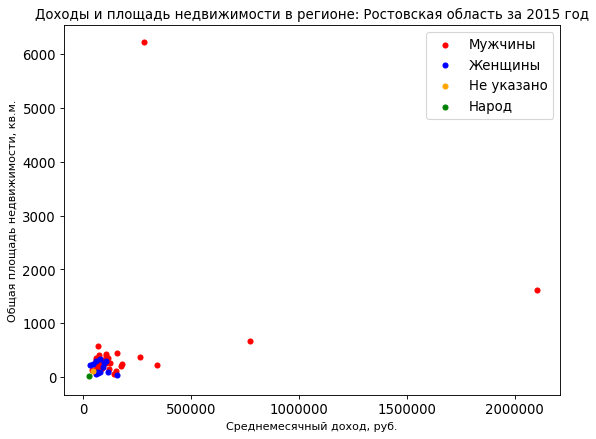 Доходы и площадь недвижимости в регионе: Ростовская область за 2015 год
6000
5000
4000
3000
2000
1000
0
Общая площадь недвижимости, кв.м.
Мужчины
Женщины
Не указано
Народ
0 500000 1000000 1500000 2000000
Среднемесячный доход, руб.